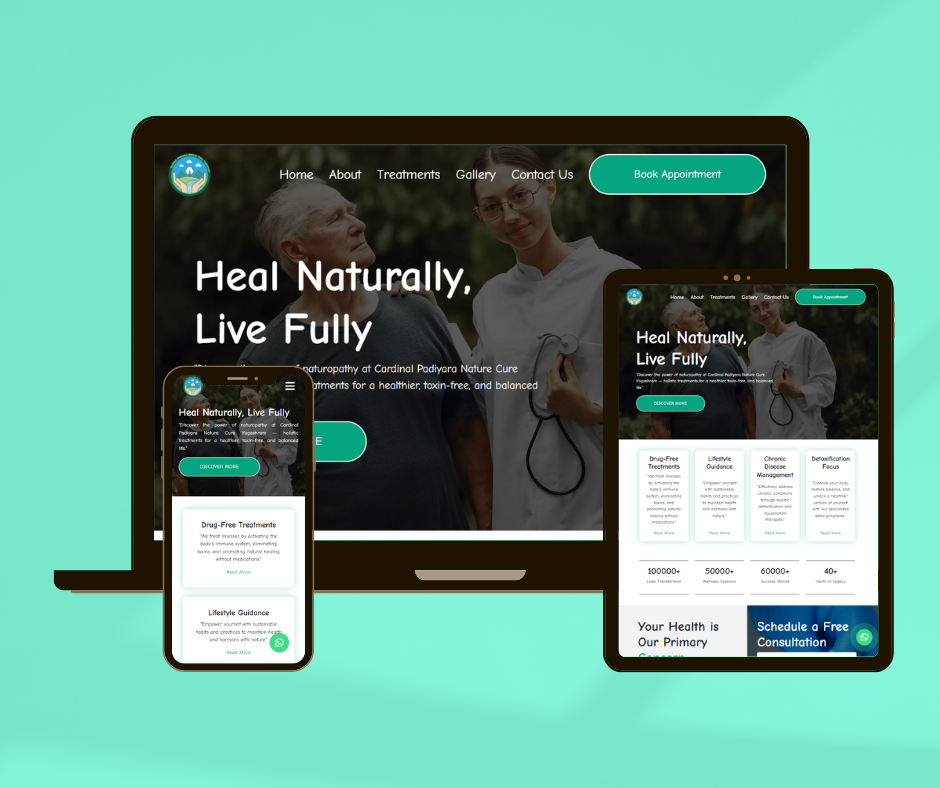 Home About Treatments Gallery Contact Us Book Appointment
Heal Naturally,
Live Fully
naturopathy at Cardinal Padiyara Nature Cure
atments for a healthier, toxin-free, and balanced
E
Heal Naturally, Live Fully
"Discover the power of naturopathy at Cardinal
Padiyara Nature Cure Yogashram — holistic
treatments for a healthier, toxin-free, and balanced
life."
DISCOVER MORE
Drug-Free Treatments
"We treat illnesses by activating the
body's immune system, eliminating
toxins, and promoting natural healing
without medications."
Read More
Lifestyle Guidance
"Empower yourself with sustainable
habits and practices to maintain health
and harmony with nature."
Read More
Home About Treatments Gallery Contact Us Book Appointment
Heal Naturally,
Live Fully
"Discover the power of naturopathy at Cardinal Padiyara Nature Cure
Yogashram — holistic treatments for a healthier, toxin-free, and balanced
life."
DISCOVER MORE
Drug-Free
Treatments
"We treat illnesses
by activating the
body's immune
system, eliminating
toxins, and
promoting natural
healing without
medications."
Read More
Lifestyle
Guidance
"Empower yourself
with sustainable
habits and practices
to maintain health
and harmony with
nature."
Read More
Chronic
Disease
Management
"Effectively address
chronic conditions
through holistic
detoxification and
rejuvenation
therapies."
Read More
Detoxification
Focus
"Cleanse your body,
restore balance, and
unlock a healthier
version of yourself
with our specialized
detox programs."
Read More
100000+
Lives Transformed
50000+
Wellness Sessions
60000+
Success Stories
40+
Years of Legacy
Your Health is
Our Primary
Schedule a Free
Consultation